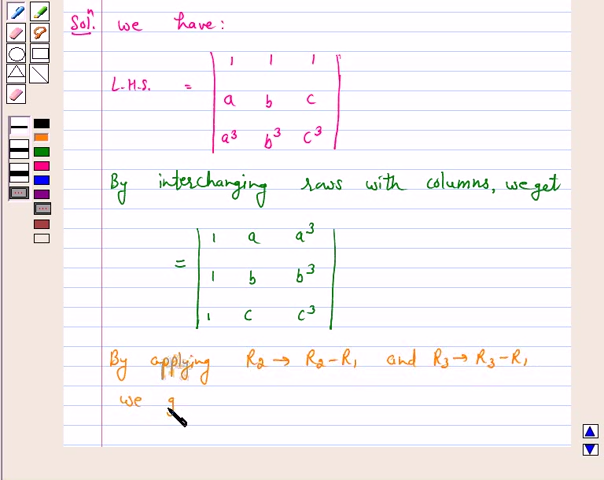 Solⁿ. we have:
L.H.S. = | 1 1 1 |
| a b c |
| a³ b³ c³ |
By interchanging rows with columns, we get
= | 1 a a³ |
| 1 b b³ |
| 1 c c³ |
By applying R₂ → R₂-R₁ and R₃ → R₃-R₁
we g